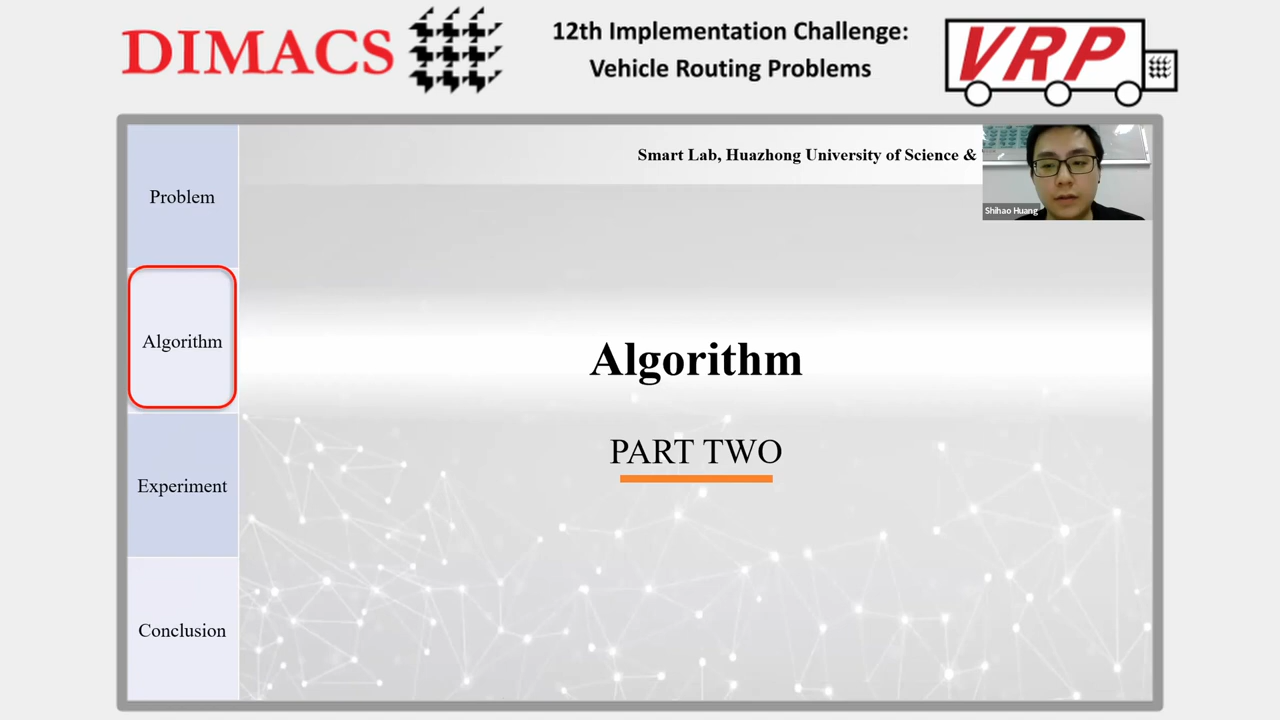 DIMACS
12th Implementation Challenge:
Vehicle Routing Problems
VRP
Smart Lab, Huazhong University of Science &
Shihao Huang
Problem
Algorithm
Experiment
Conclusion
Algorithm
PART TWO